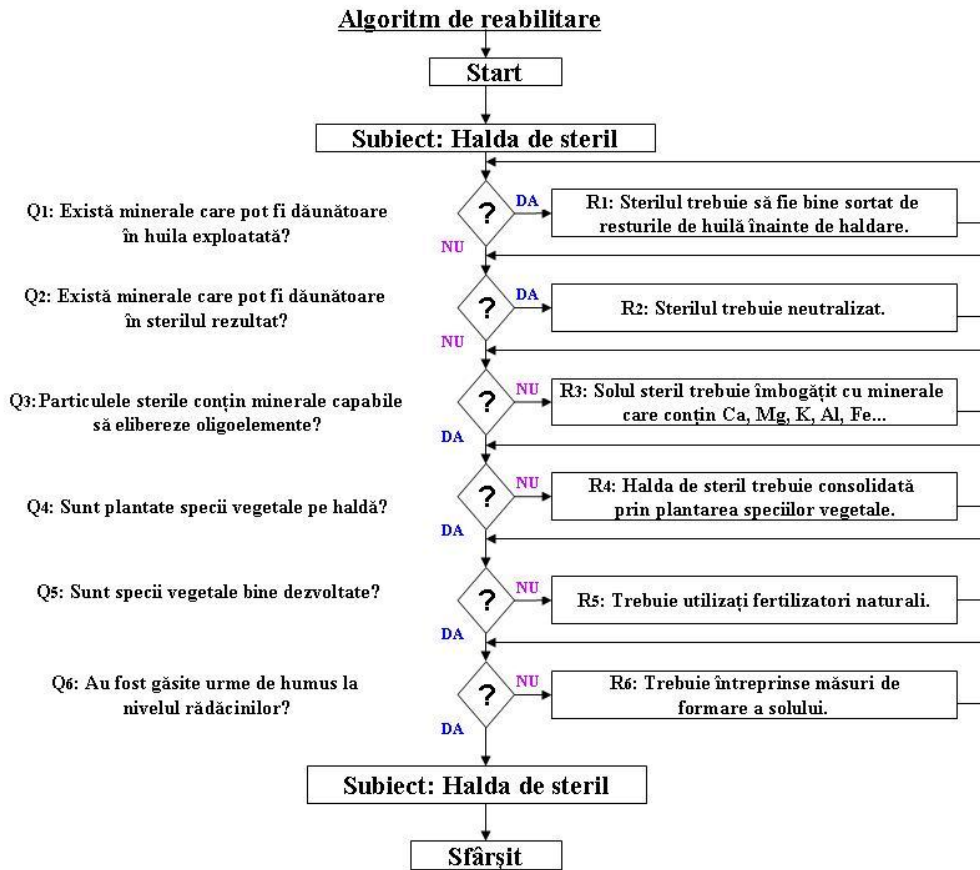 Algoritm de reabilitare
Start
Subiect: Halda de steril
Q1: Există minerale care pot fi dăunătoare
în huila exploatată?
?
DA
NU
R1: Sterilul trebuie să fie bine sortat de
resturile de huilă înainte de haldare.
Q2: Există minerale care pot fi dăunătoare
în sterilul rezultat?
?
DA
NU
R2: Sterilul trebuie neutralizat.
Q3:Particulele sterile conțin minerale capabile
să elibereze oligoelemente?
?
NU
DA
R3: Solul steril trebuie îmbogățit cu minerale
care conțin Ca, Mg, K, Al, Fe...
Q4: Sunt plantate specii vegetale pe haldă?
?
NU
DA
R4: Halda de steril trebuie consolidată
prin plantarea speciilor vegetale.
Q5: Sunt specii vegetale bine dezvoltate?
?
NU
DA
R5: Trebuie utilizați fertilizatori naturali.
Q6: Au fost găsite urme de humus la
nivelul rădăcinilor?
?
NU
DA
R6: Trebuie întreprinse măsuri de
formare a solului.
Subiect: Halda de steril
Sfârșit